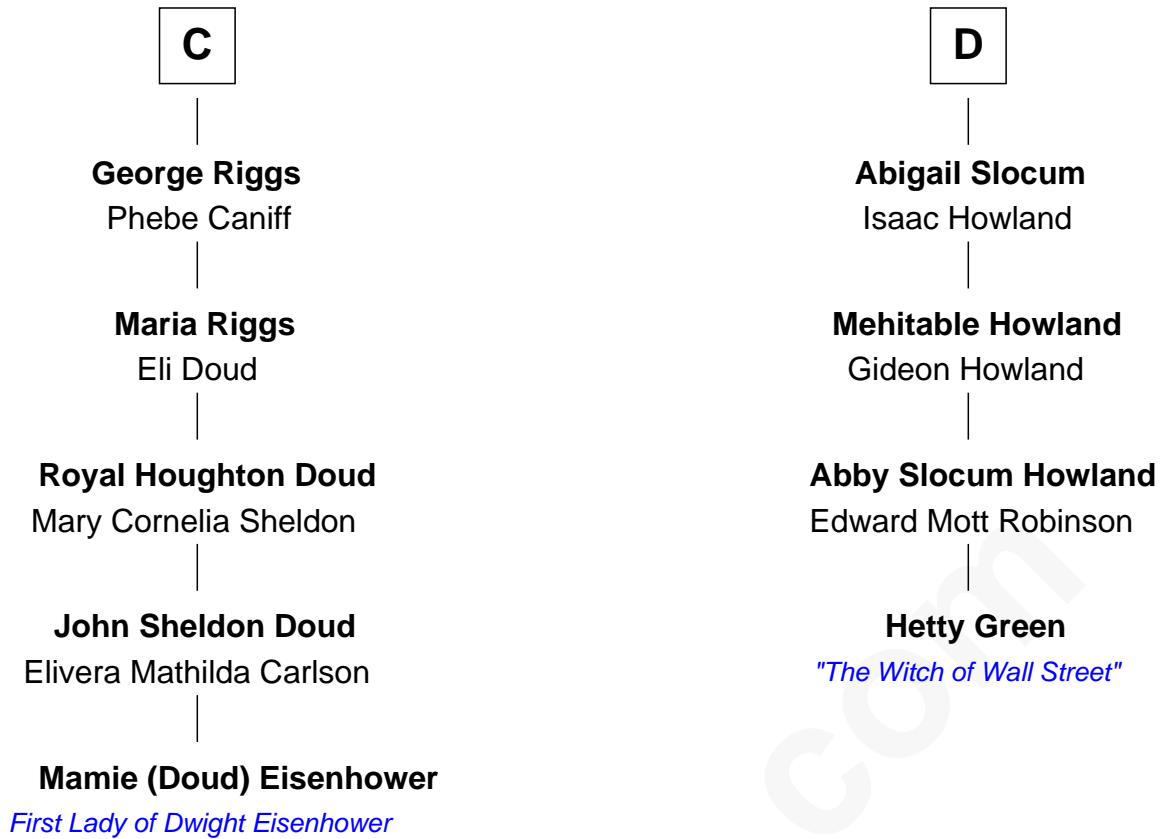 C
George Riggs
Phebe Caniff
Maria Riggs
Eli Doud
Royal Houghton Doud
Mary Cornelia Sheldon
John Sheldon Doud
Elivera Mathilda Carlson
Mamie (Doud) Eisenhower
First Lady of Dwight Eisenhower
D
Abigail Slocum
Isaac Howland
Mehitable Howland
Gideon Howland
Abby Slocum Howland
Edward Mott Robinson
Hetty Green
"The Witch of Wall Street"
com